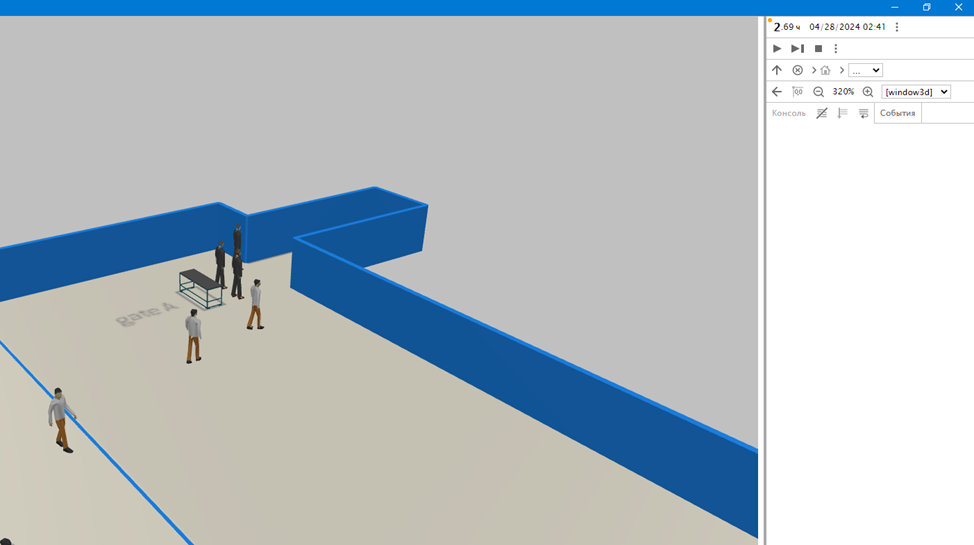 2.69 ч 04/28/2024 02:41
...
320% [window3d]
Консоль События
gate A